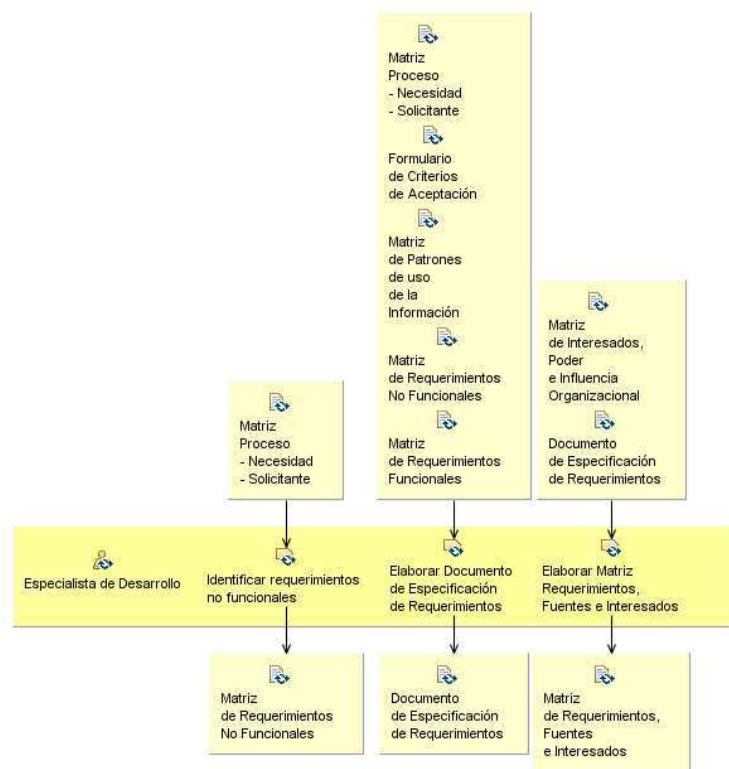 Matriz
Proceso
- Necesidad
- Solicitante
Formulario
de Criterios
de Aceptación
Matriz
de Patrones
de uso
de la
Información
Matriz
de Requerimientos
No Funcionales
Matriz
de Requerimientos
Funcionales
Matriz
de Interesados,
Poder
e Influencia
Organizacional
Documento
de Especificación
de Requerimientos
Matriz
Proceso
- Necesidad
- Solicitante
Especialista de Desarrollo
Identificar requerimientos
no funcionales
Elaborar Documento
de Especificación
de Requerimientos
Elaborar Matriz
Requerimientos,
Fuentes e Interesados
Matriz
de Requerimientos
No Funcionales
Documento
de Especificación
de Requerimientos
Matriz
de Requerimientos,
Fuentes
e Interesados